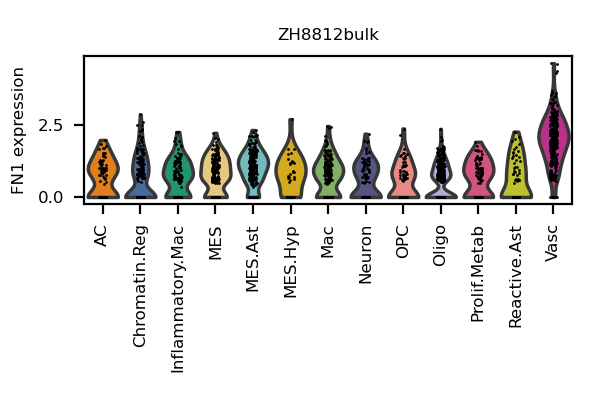 ZH8812bulk
FN1 expression
2.5
0.0
AC
Chromatin.Reg
Inflammatory.Mac
MES
MES.Ast
MES.Hyp
Mac
Neuron
OPC
Oligo
Prolif.Metab
Reactive.Ast
Vasc